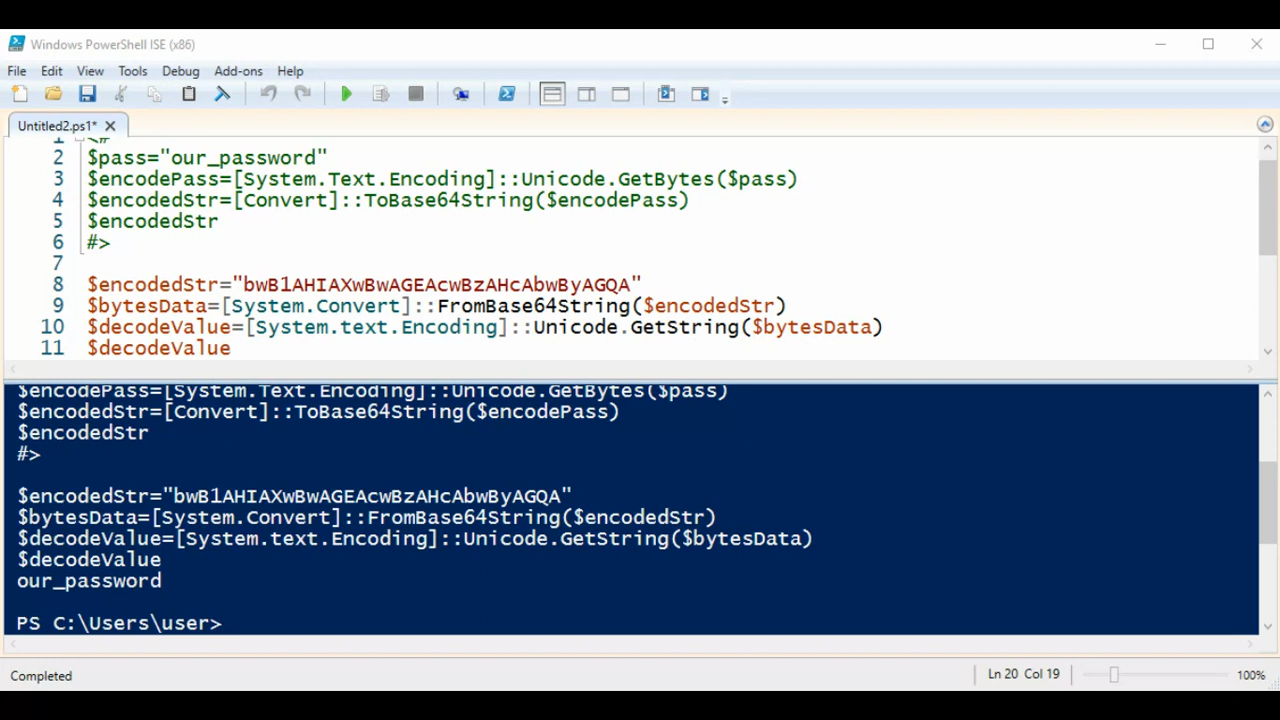 Windows PowerShell ISE (x86)
File Edit View Tools Debug Add-ons Help
Untitled2.ps1*
1 <#
2 $pass="our_password"
3 $encodePass=[System.Text.Encoding]::Unicode.GetBytes($pass)
4 $encodedStr=[Convert]::ToBase64String($encodePass)
5 $encodedStr
6 #>
7
8 $encodedStr="bwB1AHIAXwBwAGEAcwBzAHcAbwByAGQA"
9 $bytesData=[System.Convert]::FromBase64String($encodedStr)
10 $decodeValue=[System.text.Encoding]::Unicode.GetString($bytesData)
11 $decodeValue
$encodePass=[System.Text.Encoding]::Unicode.GetBytes($pass)
$encodedStr=[Convert]::ToBase64String($encodePass)
$encodedStr
#>
$encodedStr="bwB1AHIAXwBwAGEAcwBzAHcAbwByAGQA"
$bytesData=[System.Convert]::FromBase64String($encodedStr)
$decodeValue=[System.text.Encoding]::Unicode.GetString($bytesData)
$decodeValue
our_password
PS C:\Users\user>
Completed Ln 20 Col 19 100%